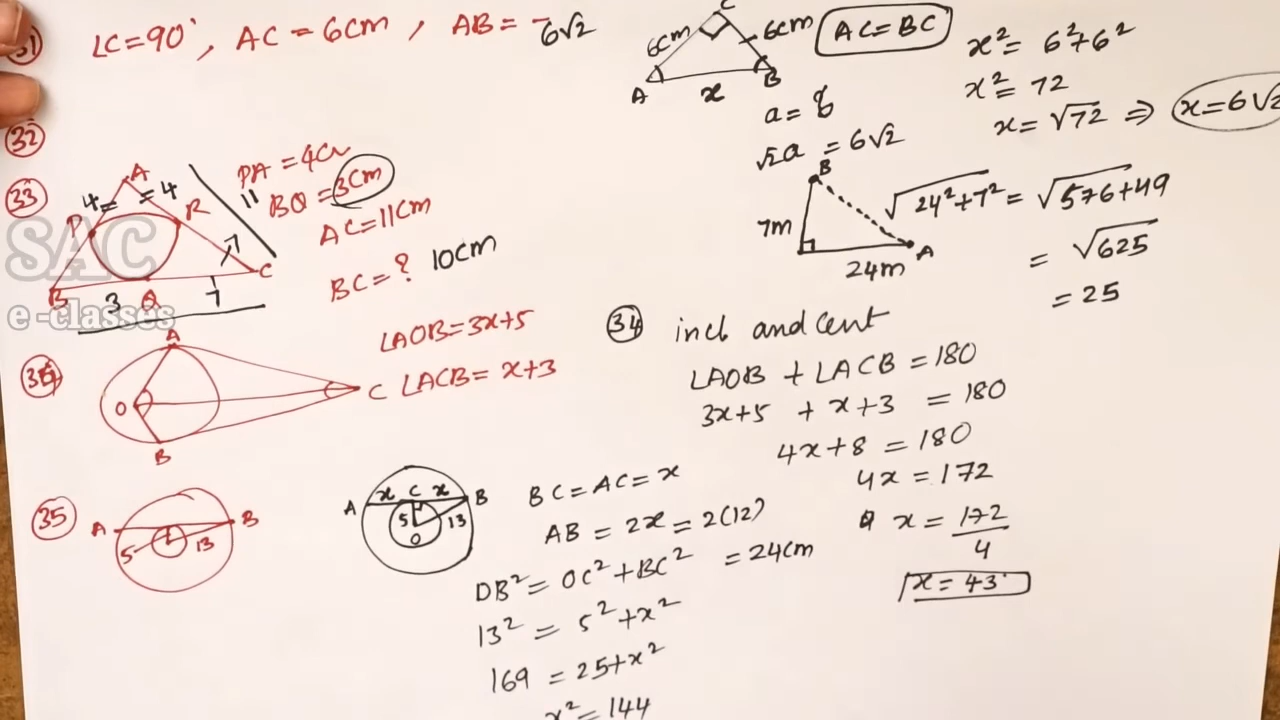 31) ∠C=90°, AC=6cm, AB= 6√2
C
6cm
6cm
A
B
x
AC=BC
a=6
√2a = 6√2
x²= 6²+6²
x²= 72
x=√72 ⇒ x=6√2
32
33
A
4 = = 4
P
R
B 3 Q 7 C
7
PA=4cm
BQ=3cm
11
AC=11cm
BC=? 10cm
B
7m
24m
A
√24²+7² = √576+49
= √625
= 25
SAC
e-classes
34
A
O
B
C
∠AOB=3x+5
∠ACB= x+3
34 incl and cent
∠AOB + ∠ACB=180
3x+5 + x+3 = 180
4x+8 = 180
4x = 172
x = 172/4
x=43°
35
A
B
5
13
A x C x B
5
13
O
BC=AC=x
AB = 2x=2(12)
= 24cm
OB²= OC²+BC²
13² = 5²+x²
169 = 25+x²
x²=144